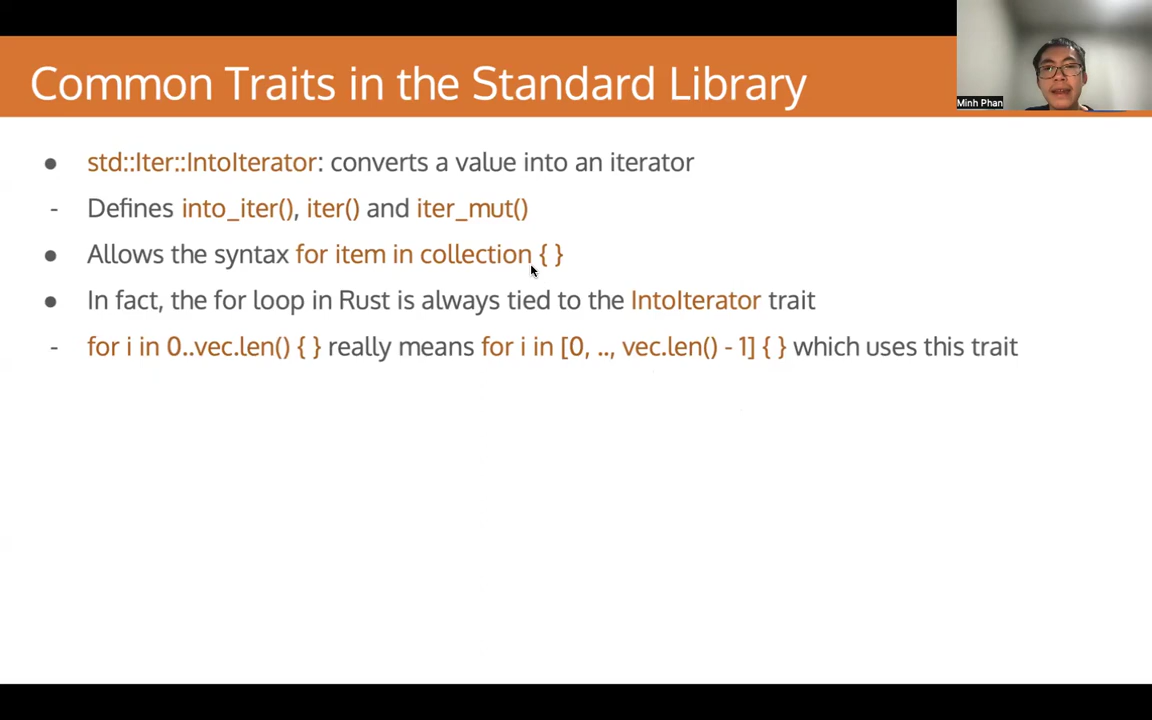 Common Traits in the Standard Library
Minh Phan
● std::Iter::IntoIterator: converts a value into an iterator
- Defines into_iter(), iter() and iter_mut()
● Allows the syntax for item in collection { }
● In fact, the for loop in Rust is always tied to the IntoIterator trait
- for i in 0..vec.len() { } really means for i in [0, .., vec.len() - 1] { } which uses this trait